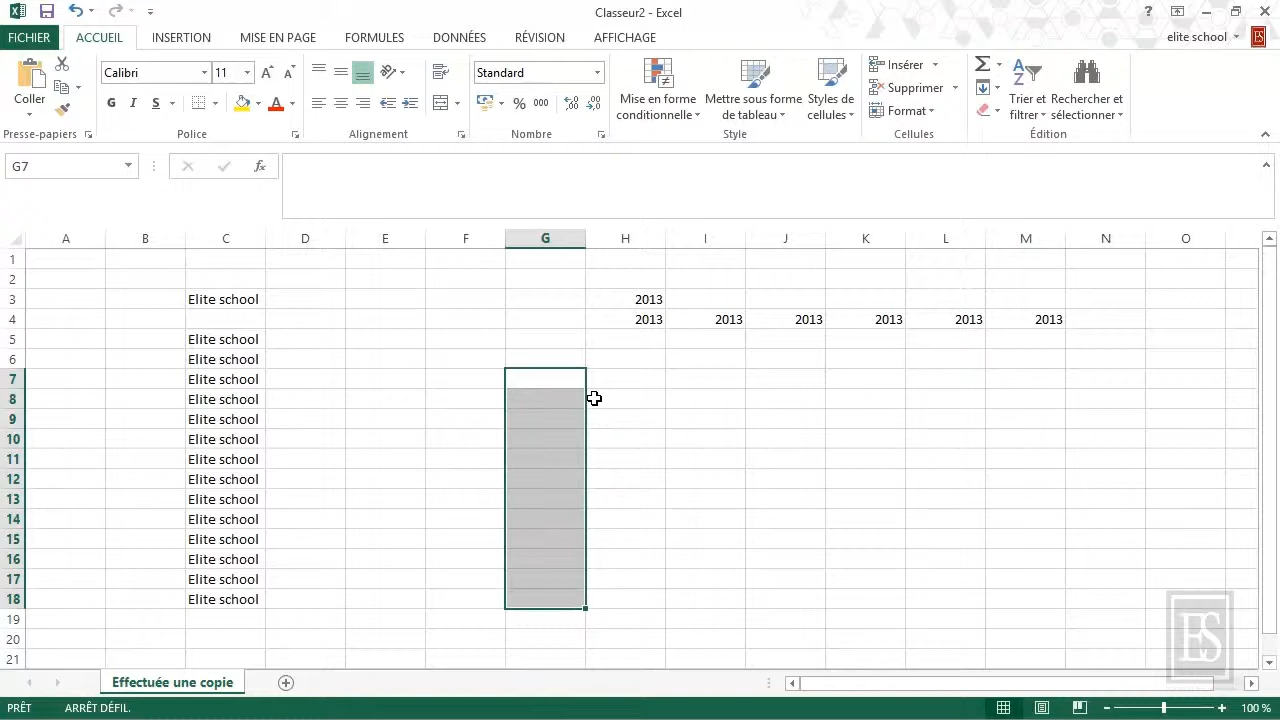 Classeur2 - Excel
FICHIER ACCUEIL INSERTION MISE EN PAGE FORMULES DONNÉES RÉVISION AFFICHAGE elite school ES
Coller
Presse-papiers
Calibri 11
G I S
Police
Alignement
Standard
% 000
Nombre
Mise en forme conditionnelle
Mettre sous forme de tableau
Styles de cellules
Style
Insérer
Supprimer
Format
Cellules
Trier et filtrer
Rechercher et sélectionner
Édition
G7 fx
A B C D E F G H I J K L M N O
1
2
3 Elite school 2013
4 2013 2013 2013 2013 2013 2013
5 Elite school
6 Elite school
7 Elite school
8 Elite school
9 Elite school
10 Elite school
11 Elite school
12 Elite school
13 Elite school
14 Elite school
15 Elite school
16 Elite school
17 Elite school
18 Elite school
19
20
21
ES
Effectuée une copie
PRÊT ARRÊT DÉFIL. 100 %